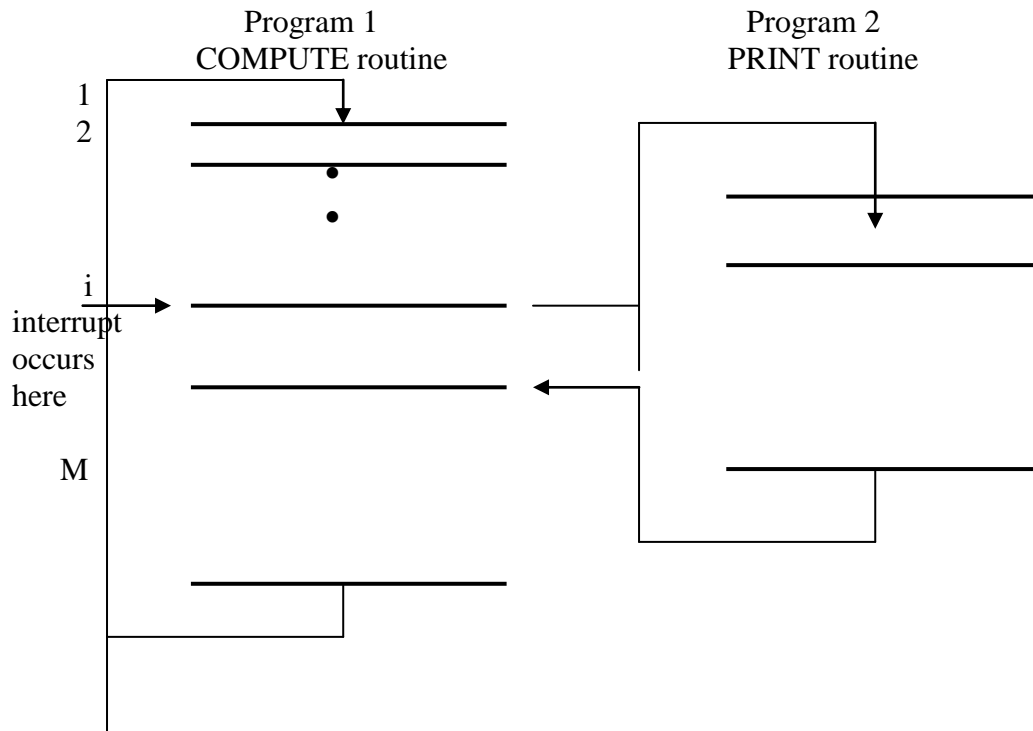 Program 1
COMPUTE routine
Program 2
PRINT routine
1
2
i
interrupt
occurs
here
M